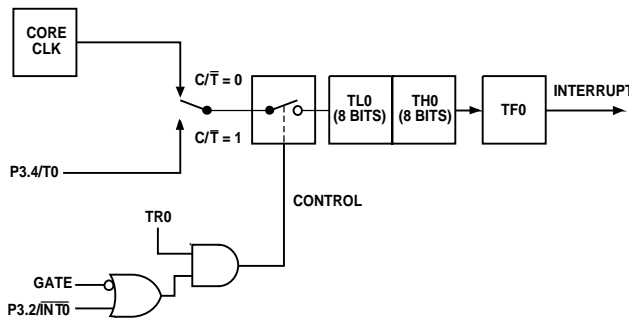 CORE
CLK
C/T̅ = 0
C/T̅ = 1
P3.4/T0
TL0
(8 BITS)
TH0
(8 BITS)
TF0
INTERRUPT
CONTROL
TR0
GATE
P3.2/I̅N̅T̅0̅